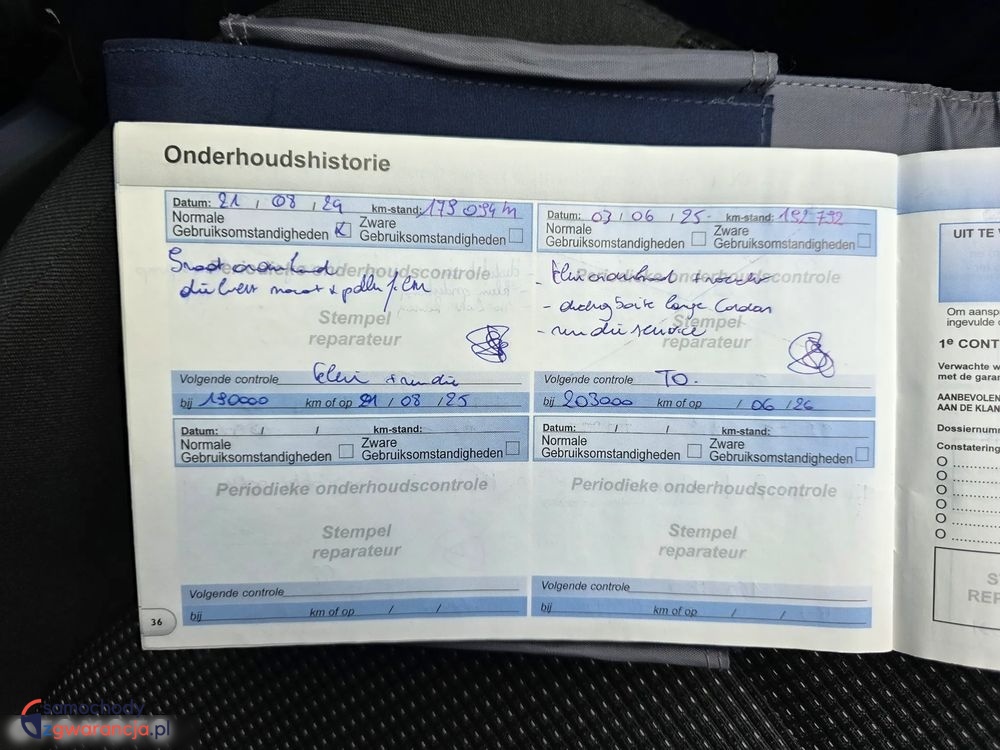 Onderhoudshistorie
Datum: 21 / 08 / 24 km-stand: 179 094 km
Normale
Gebruiksomstandigheden
Zware
Gebruiksomstandigheden
Periodieke onderhoudscontrole
Stempel
reparateur
Volgende controle
bij 190000 km of op 21 / 08 / 25
Datum: 03 / 06 / 25 km-stand: 192 792
Normale
Gebruiksomstandigheden
Zware
Gebruiksomstandigheden
Periodieke onderhoudscontrole
Stempel
reparateur
Volgende controle TO.
bij 203000 km of op / 06 / 26
Datum: / / km-stand:
Normale
Gebruiksomstandigheden
Zware
Gebruiksomstandigheden
Periodieke onderhoudscontrole
Stempel
reparateur
Volgende controle
bij km of op / /
Datum: / / km-stand:
Normale
Gebruiksomstandigheden
Zware
Gebruiksomstandigheden
Periodieke onderhoudscontrole
Stempel
reparateur
Volgende controle
bij km of op / /
36
UIT TE
Om aansp
ingevulde
1e CONT
Verwachte
met de garan
AANBEVOLEN
AAN DE KLAN
Dossiernumm
Constatering
REP
samochody
zgwarancja.pl